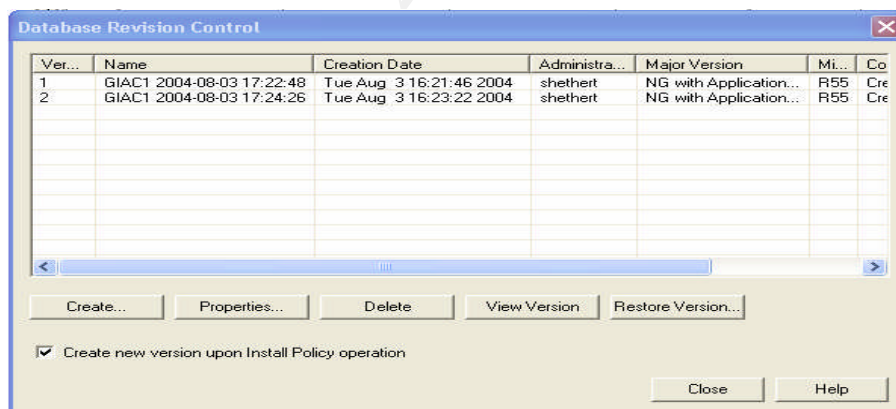 Database Revision Control
Ver... Name Creation Date Administra... Major Version Mi... Co
1 GIAC1 2004-08-03 17:22:48 Tue Aug 3 16:21:46 2004 shethert NG with Application... R55 Cre
2 GIAC1 2004-08-03 17:24:26 Tue Aug 3 16:23:22 2004 shethert NG with Application... R55 Cre
Create... Properties... Delete View Version Restore Version...
Create new version upon Install Policy operation
Close Help